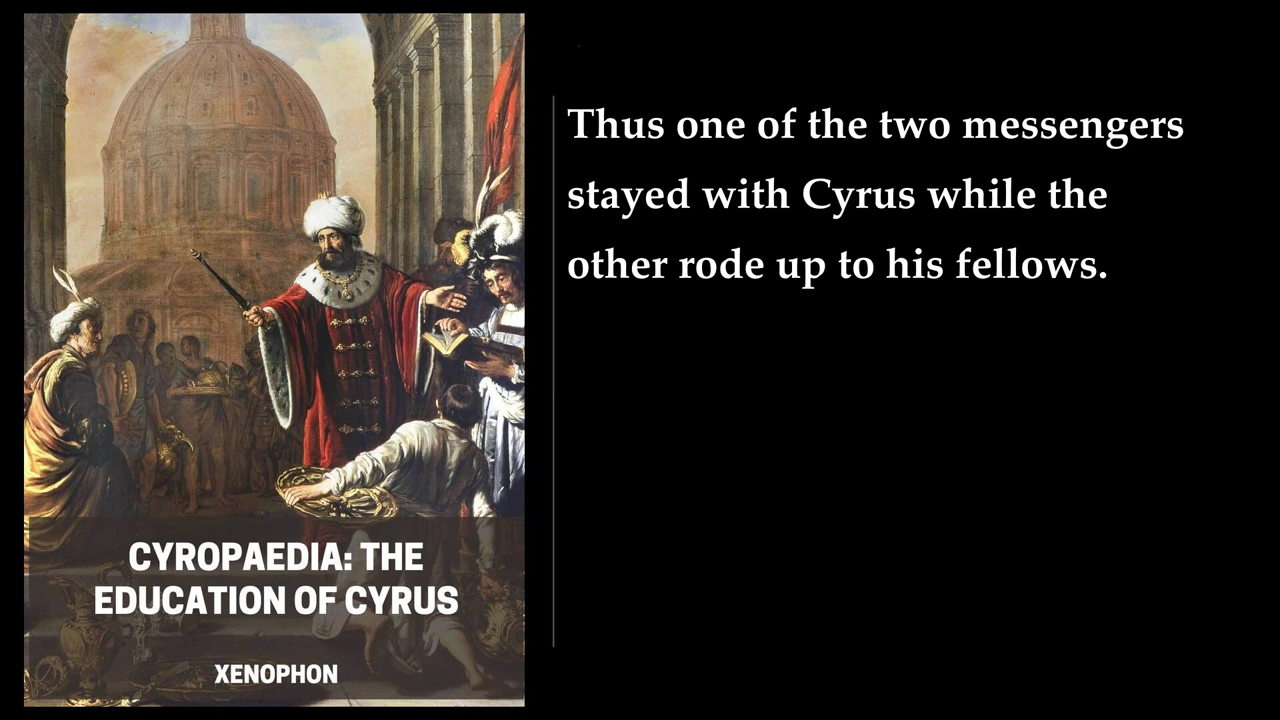 Thus one of the two messengers
stayed with Cyrus while the
other rode up to his fellows.
CYROPAEDIA: THE
EDUCATION OF CYRUS
XENOPHON